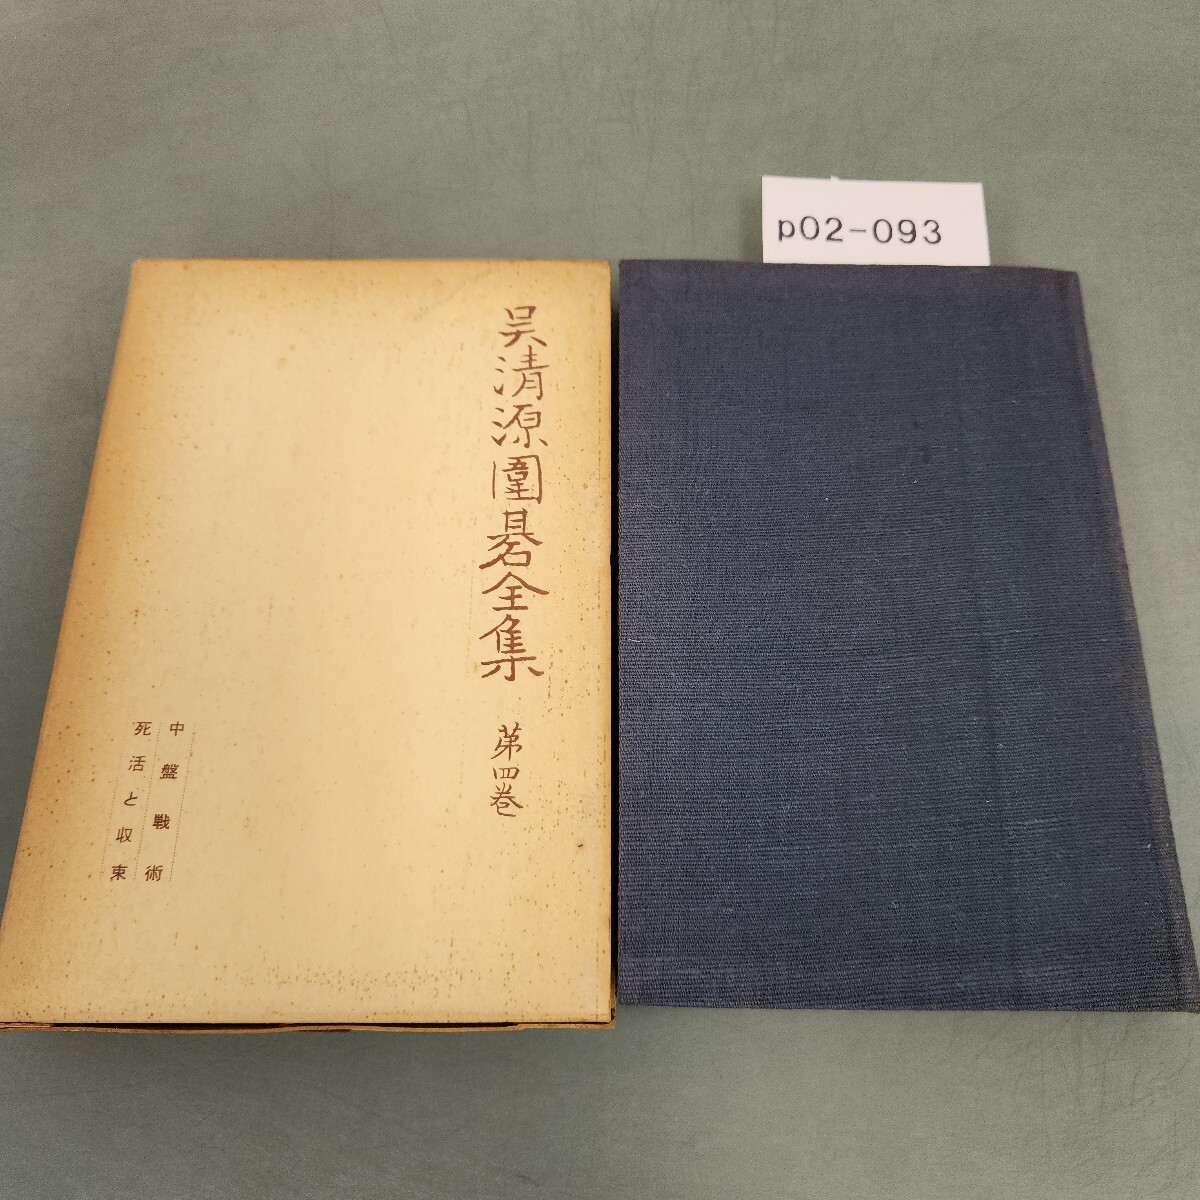 p02-093
呉清源圍碁全集 第四巻
中盤戦術
死活と収束